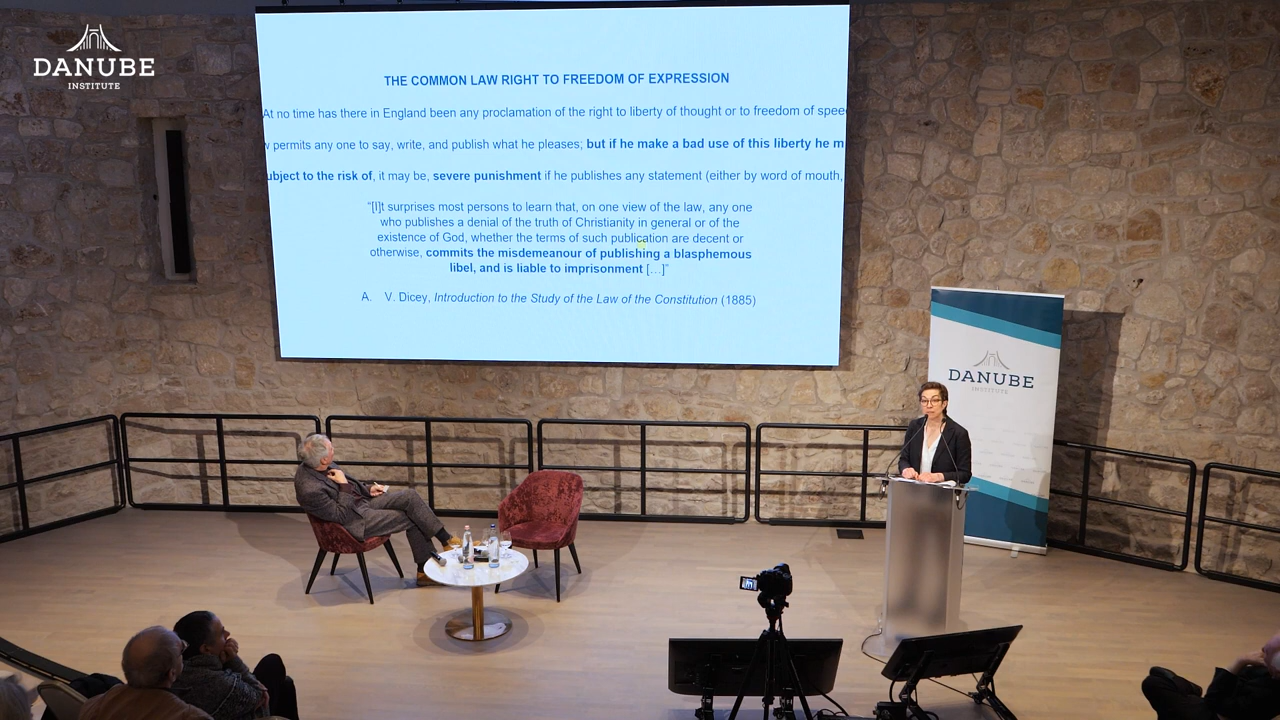 DANUBE
INSTITUTE
THE COMMON LAW RIGHT TO FREEDOM OF EXPRESSION
At no time has there in England been any proclamation of the right to liberty of thought or to freedom of spee
w permits any one to say, write, and publish what he pleases; but if he make a bad use of this liberty he m
ubject to the risk of, it may be, severe punishment if he publishes any statement (either by word of mouth,
"[I]t surprises most persons to learn that, on one view of the law, any one
who publishes a denial of the truth of Christianity in general or of the
existence of God, whether the terms of such publication are decent or
otherwise, commits the misdemeanour of publishing a blasphemous
libel, and is liable to imprisonment […]"
A. V. Dicey, Introduction to the Study of the Law of the Constitution (1885)
DANUBE
INSTITUTE